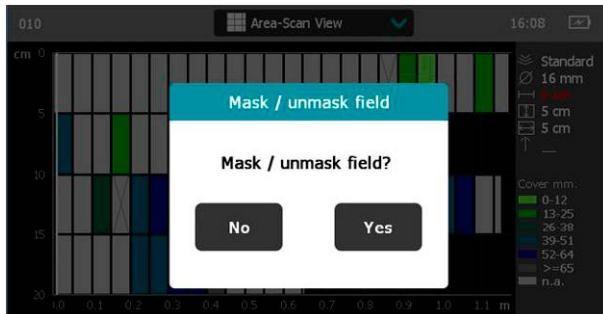 010 Area-Scan View 16:08
cm 0
5
10
15
20
1.0 0.1 0.2 0.3 0.4 0.5 0.6 0.7 0.8 0.9 1.0 1.1 m
Mask / unmask field
Mask / unmask field?
No Yes
Standard
16 mm
5 cm
5 cm
Cover mm:
0-12
13-25
26-38
39-51
52-64
>=65
n.a.